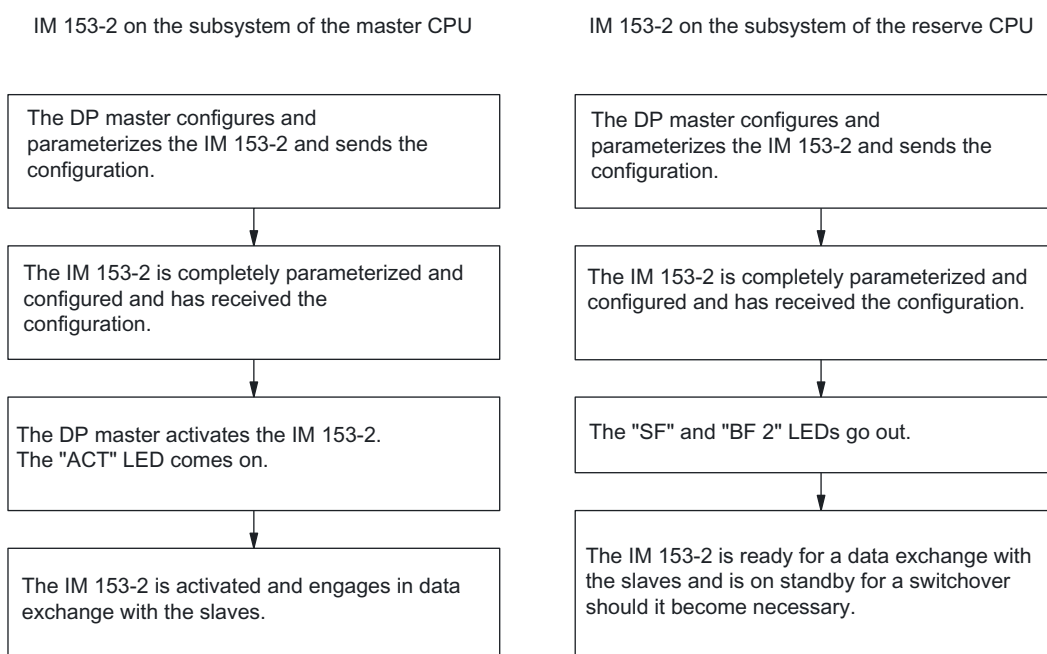 IM 153-2 on the subsystem of the master CPU
The DP master configures and
parameterizes the IM 153-2 and sends the
configuration.
The IM 153-2 is completely parameterized and
configured and has received the
configuration.
The DP master activates the IM 153-2.
The "ACT" LED comes on.
The IM 153-2 is activated and engages in data
exchange with the slaves.
IM 153-2 on the subsystem of the reserve CPU
The DP master configures and
parameterizes the IM 153-2 and sends the
configuration.
The IM 153-2 is completely parameterized and
configured and has received the configuration.
The "SF" and "BF 2" LEDs go out.
The IM 153-2 is ready for a data exchange with
the slaves and is on standby for a switchover
should it become necessary.